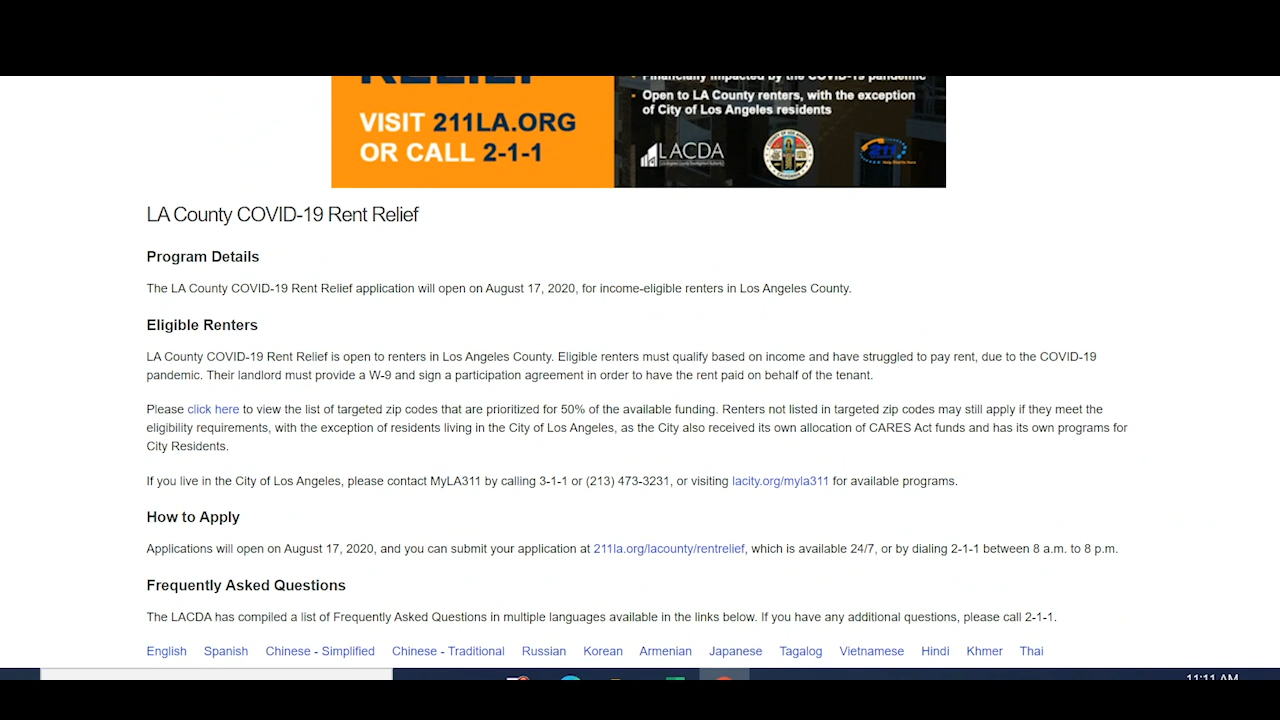 RELIEF
Financially impacted by the COVID-19 pandemic
VISIT 211LA.ORG
OR CALL 2-1-1
Open to LA County renters, with the exception
of City of Los Angeles residents
LACDA
211
LA County COVID-19 Rent Relief
Program Details
The LA County COVID-19 Rent Relief application will open on August 17, 2020, for income-eligible renters in Los Angeles County.
Eligible Renters
LA County COVID-19 Rent Relief is open to renters in Los Angeles County. Eligible renters must qualify based on income and have struggled to pay rent, due to the COVID-19
pandemic. Their landlord must provide a W-9 and sign a participation agreement in order to have the rent paid on behalf of the tenant.
Please click here to view the list of targeted zip codes that are prioritized for 50% of the available funding. Renters not listed in targeted zip codes may still apply if they meet the
eligibility requirements, with the exception of residents living in the City of Los Angeles, as the City also received its own allocation of CARES Act funds and has its own programs for
City Residents.
If you live in the City of Los Angeles, please contact MyLA311 by calling 3-1-1 or (213) 473-3231, or visiting lacity.org/myla311 for available programs.
How to Apply
Applications will open on August 17, 2020, and you can submit your application at 211la.org/lacounty/rentrelief, which is available 24/7, or by dialing 2-1-1 between 8 a.m. to 8 p.m.
Frequently Asked Questions
The LACDA has compiled a list of Frequently Asked Questions in multiple languages available in the links below. If you have any additional questions, please call 2-1-1.
English Spanish Chinese - Simplified Chinese - Traditional Russian Korean Armenian Japanese Tagalog Vietnamese Hindi Khmer Thai
11:11 AM